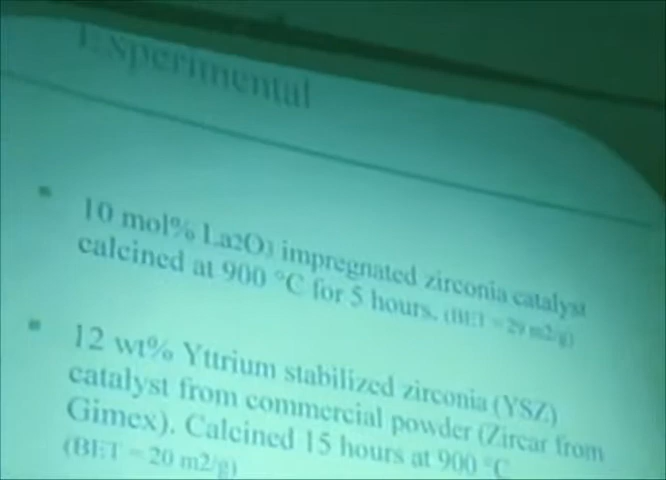 Experimental
10 mol% La2O3 impregnated zirconia catalyst
calcined at 900 °C for 5 hours. (BET = 29 m2/g)
12 wt% Yttrium stabilized zirconia (YSZ)
catalyst from commercial powder (Zircar from
Gimex). Calcined 15 hours at 900 °C
(BET = 20 m2/g)